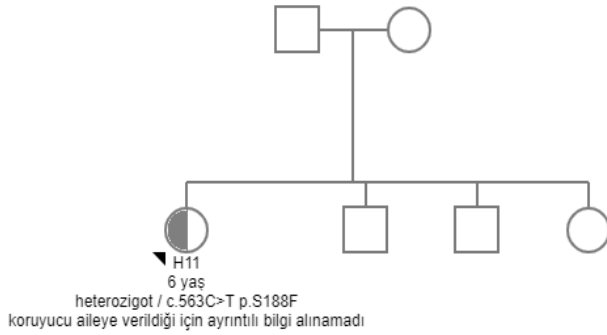 H11
6 yaş
heterozigot / c.563C>T p.S188F
koruyucu aileye verildiği için ayrıntılı bilgi alınamadı